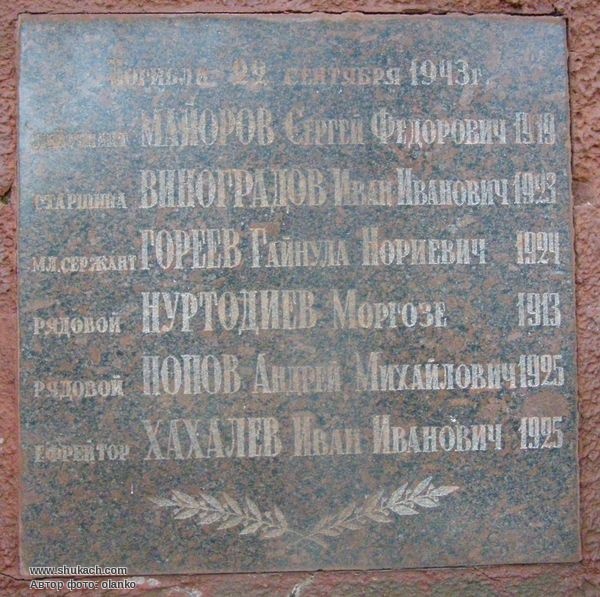 Погибли 22 сентября 1943 г.
МАЙОРОВ Сергей Федорович 1919
старшина ВИНОГРАДОВ Иван Иванович 1923
мл. сержант ГОРЕЕВ Гайнула Нориевич 1924
рядовой НУРТОДИЕВ Моргозе 1913
рядовой ПОПОВ Андрей Михайлович 1925
ефрейтор ХАХАЛЕВ Иван Иванович 1925
www.shukach.com
Автор фото: olanko